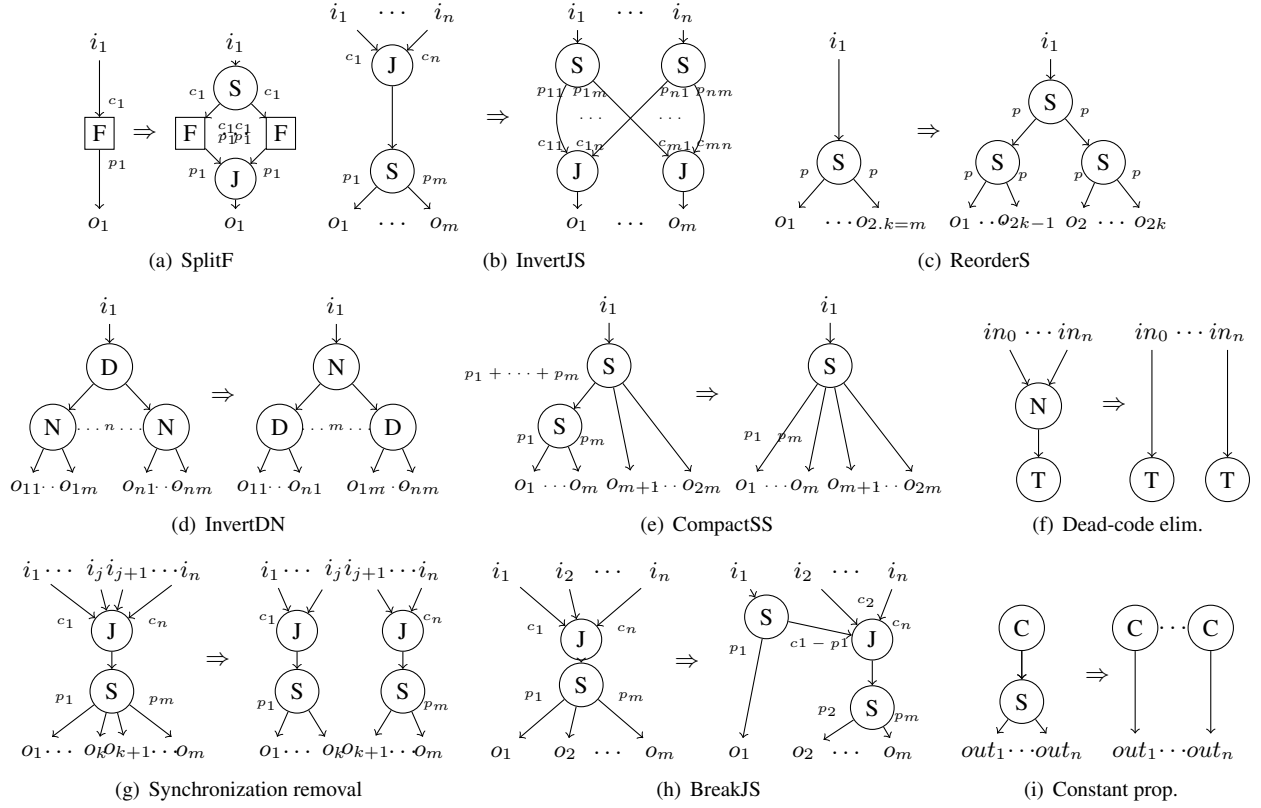 i₁ i₁ i₁ ··· iₙ i₁ ··· iₙ i₁ i₁
c₁ S c₁ c₁ c₁ cₙ S S S
F ⇒ F c₁c₁ p₁p₁ F J ⇒ p₁₁ p₁ₘ pₙ₁ pₙₘ ⇒ p p
p₁ p₁ J p₁ S ··· ··· S S S
o₁ o₁ p₁ pₘ c₁₁ c₁ₙ cₘ₁ cₘₙ p p p p p p
o₁ ··· oₘ J J o₁ ··· o₂.ₖ₌ₘ o₁ ··· o₂ₖ₋₁ o₂ ··· o₂ₖ
o₁ ··· oₘ
(a) SplitF (b) InvertJS (c) ReorderS
i₁ i₁ i₁ i₁ in₀ ··· inₙ in₀ ··· inₙ
D N S S
⇒ p₁ + ··· + pₘ ⇒ N ⇒
N ... n ... N D ... m ... D S
p₁ pₘ p₁ pₘ T T T
o₁₁ ·· o₁ₘ oₙ₁ ·· oₙₘ o₁₁ ·· oₙ₁ o₁ₘ · oₙₘ o₁ ··· oₘ oₘ₊₁ ·· o₂ₘ o₁ ··· oₘ oₘ₊₁ ·· o₂ₘ
(d) InvertDN (e) CompactSS (f) Dead-code elim.
i₁ ··· iⱼ iⱼ₊₁ ··· iₙ i₁ ··· iⱼ iⱼ₊₁ ··· iₙ i₁ i₂ ··· iₙ i₁ i₂ ··· iₙ
c₁ J cₙ c₁ J J cₙ c₁ J cₙ S c₂ J cₙ C C ··· C
⇒ ⇒ p₁ c1 − p1 ⇒
p₁ S pₘ p₁ S S pₘ p₁ S pₘ p₂ S pₘ S
o₁ ··· oₖ oₖ₊₁ ··· oₘ o₁ ··· oₖ oₖ₊₁ ··· oₘ o₁ o₂ ··· oₘ o₁ o₂ ··· oₘ out₁ ··· outₙ out₁ ··· outₙ
(g) Synchronization removal (h) BreakJS (i) Constant prop.